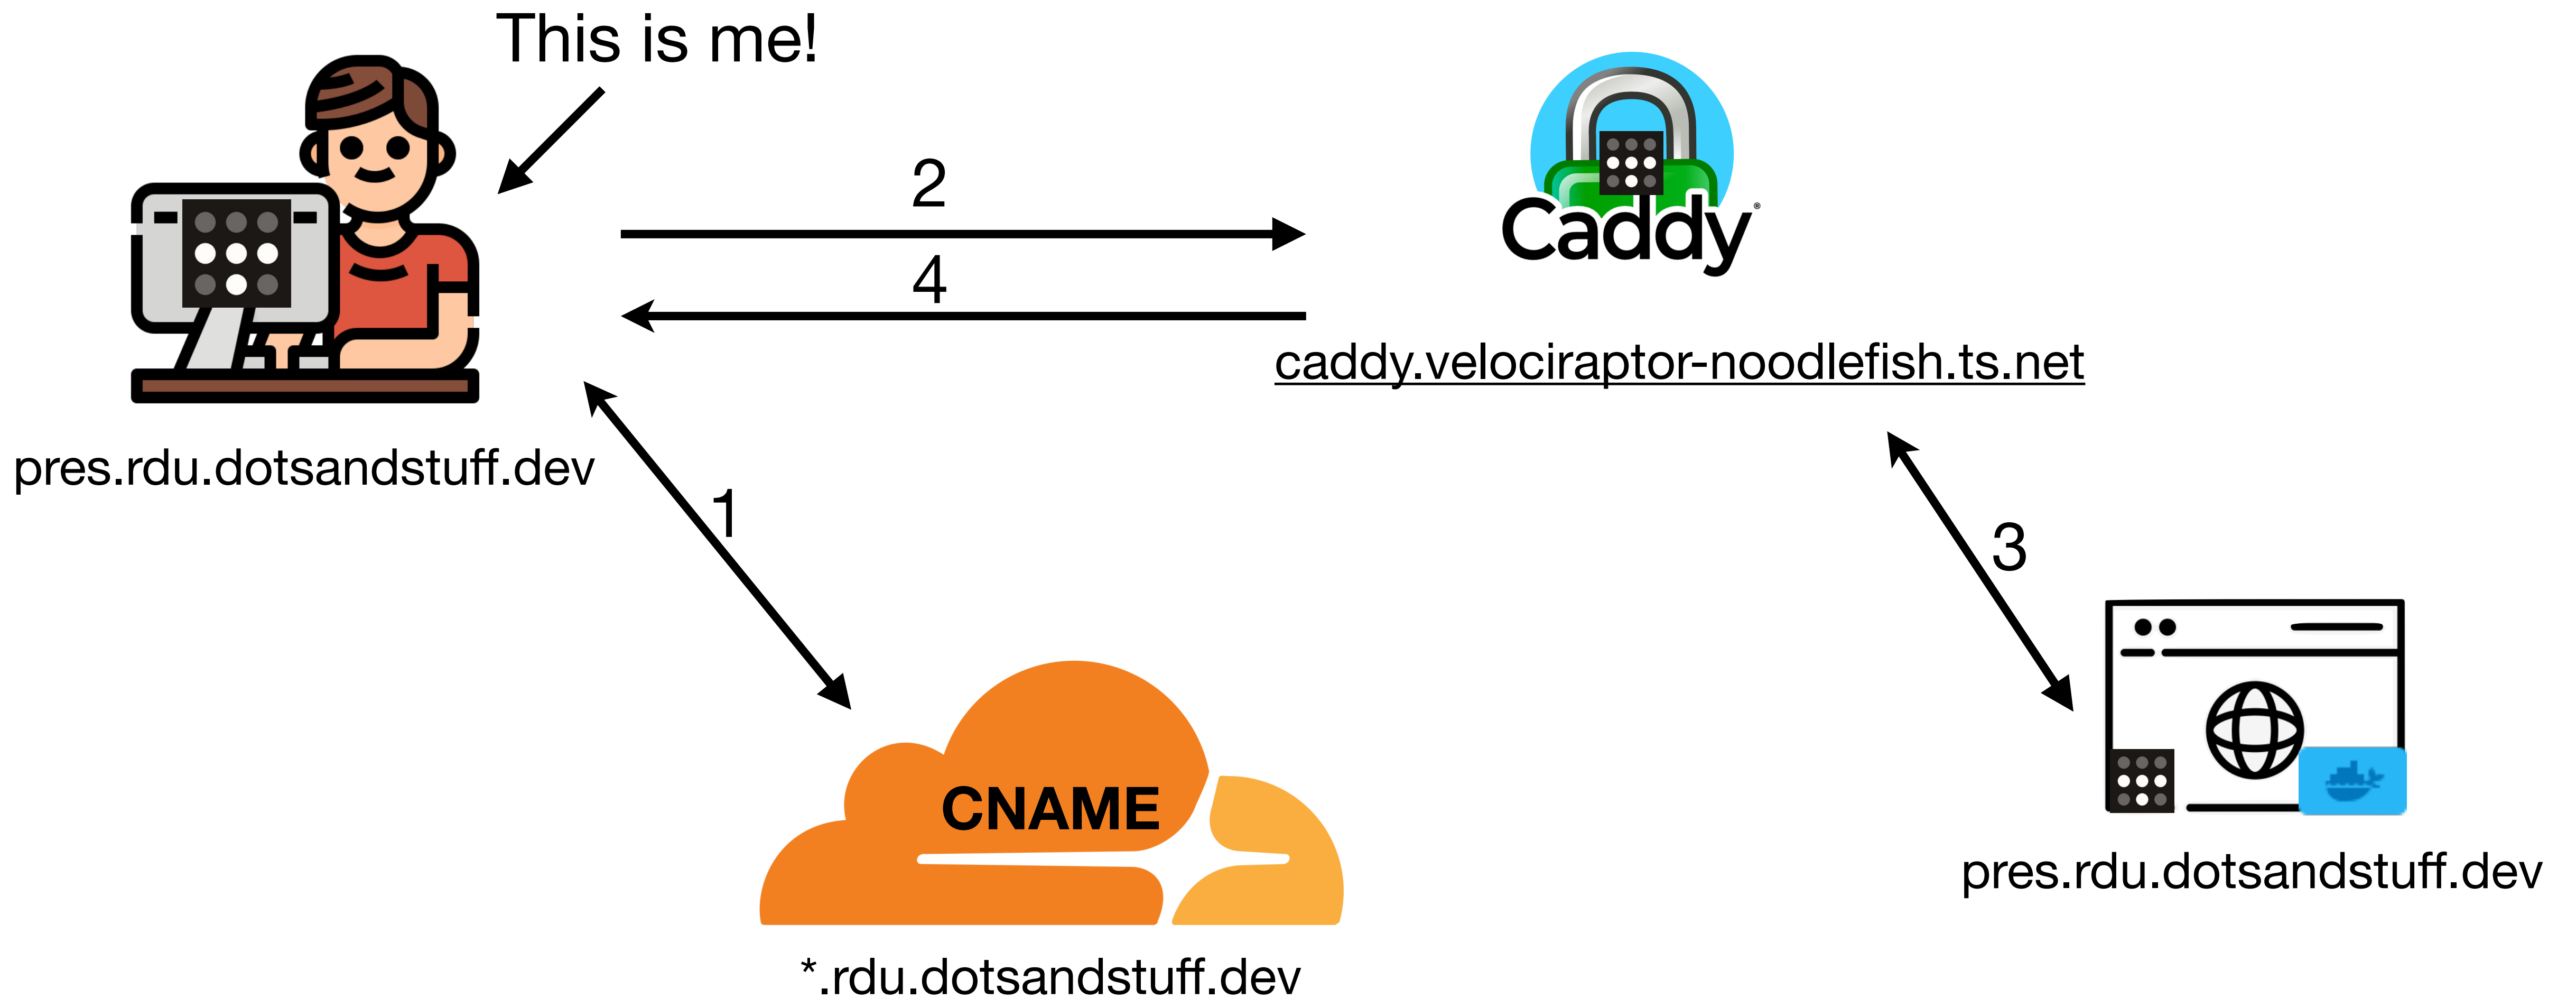 This is me!
2
4
Caddy®
caddy.velociraptor-noodlefish.ts.net
pres.rdu.dotsandstuff.dev
1
3
CNAME
pres.rdu.dotsandstuff.dev
*.rdu.dotsandstuff.dev